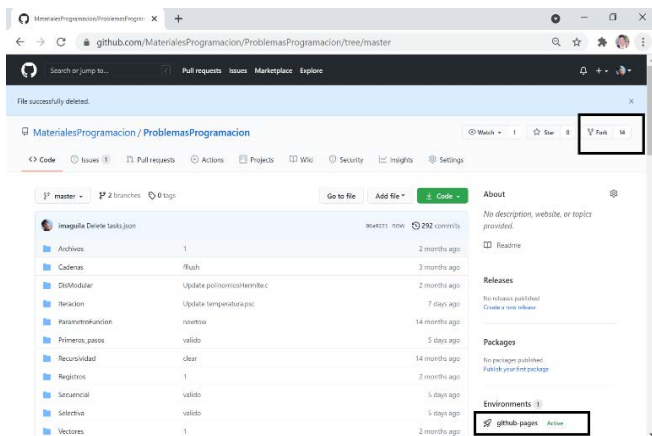 MaterialesProgramacion/ProblemasProgramac
github.com/MaterialesProgramacion/ProblemasProgramacion/tree/master
Search or jump to... / Pull requests Issues Marketplace Explore
File successfully deleted.
MaterialesProgramacion / ProblemasProgramacion Watch 1 Star 0 Fork 14
Code Issues 1 Pull requests Actions Projects Wiki Security Insights Settings
master 2 branches 0 tags Go to file Add file Code About
No description, website, or topics provided.
imaguila Delete tasks.json now 292 commits
Readme
Archivos 1 2 months ago
Cadenas fflush 3 months ago
DisModular Update polinomiosHermite.c 2 months ago
Releases
No releases published
Create a new release
Iteracion Update temperatura.psc 7 days ago
ParametroFuncion newtow 14 months ago
Primeros_pasos valido 5 days ago
Packages
No packages published
Publish your first package
Recursividad clear 14 months ago
Registros 1 2 months ago
Secuencial valido 5 days ago
Selectiva valido 5 days ago
Environments 1
github-pages Active
Vectores 1 2 months ago